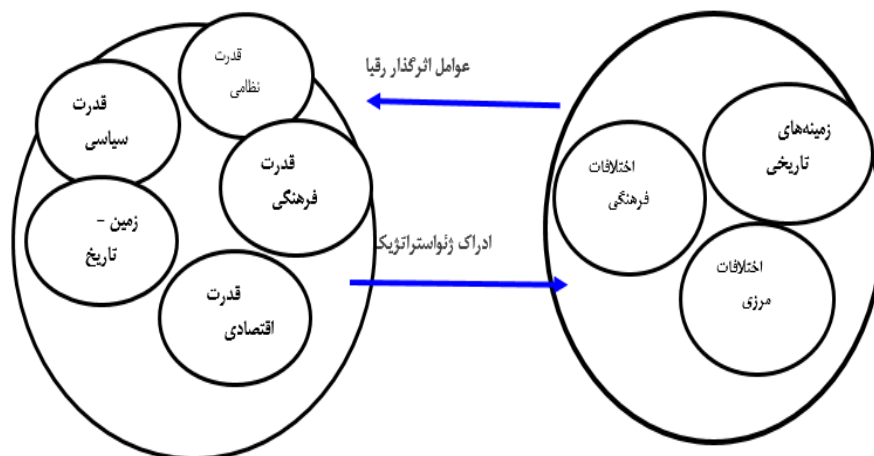 عوامل اثرگذار رقبا
ادراک ژئواستراتژیک
زمینه‌های
تاریخی
اختلافات
فرهنگی
اختلافات
مرزی
قدرت
نظامی
قدرت
سیاسی
قدرت
فرهنگی
زمین –
تاریخ
قدرت
اقتصادی